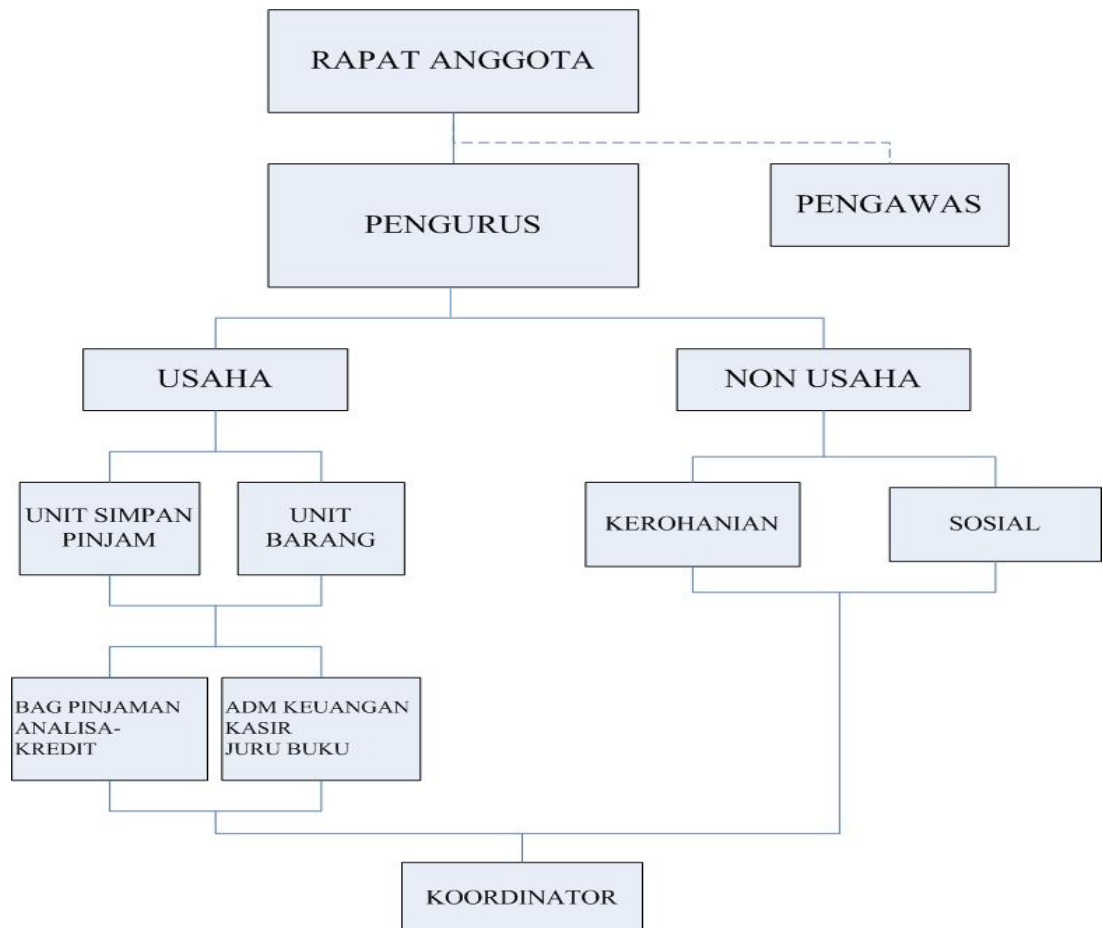 RAPAT ANGGOTA
PENGURUS
PENGAWAS
USAHA
NON USAHA
UNIT SIMPAN
PINJAM
UNIT
BARANG
KEROHANIAN
SOSIAL
BAG PINJAMAN
ANALISA-
KREDIT
ADM KEUANGAN
KASIR
JURU BUKU
KOORDINATOR